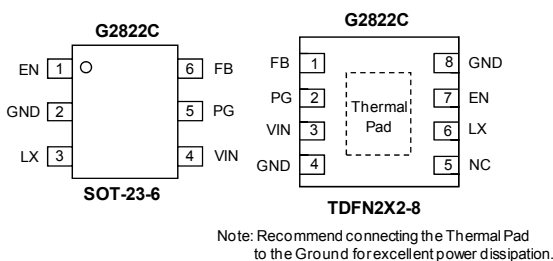 G2822C
EN 1 6 FB
GND 2 5 PG
LX 3 4 VIN
SOT-23-6
G2822C
FB 1 8 GND
PG 2 7 EN
VIN 3 6 LX
GND 4 5 NC
Thermal
Pad
TDFN2X2-8
Note: Recommend connecting the Thermal Pad
to the Ground for excellent power dissipation.